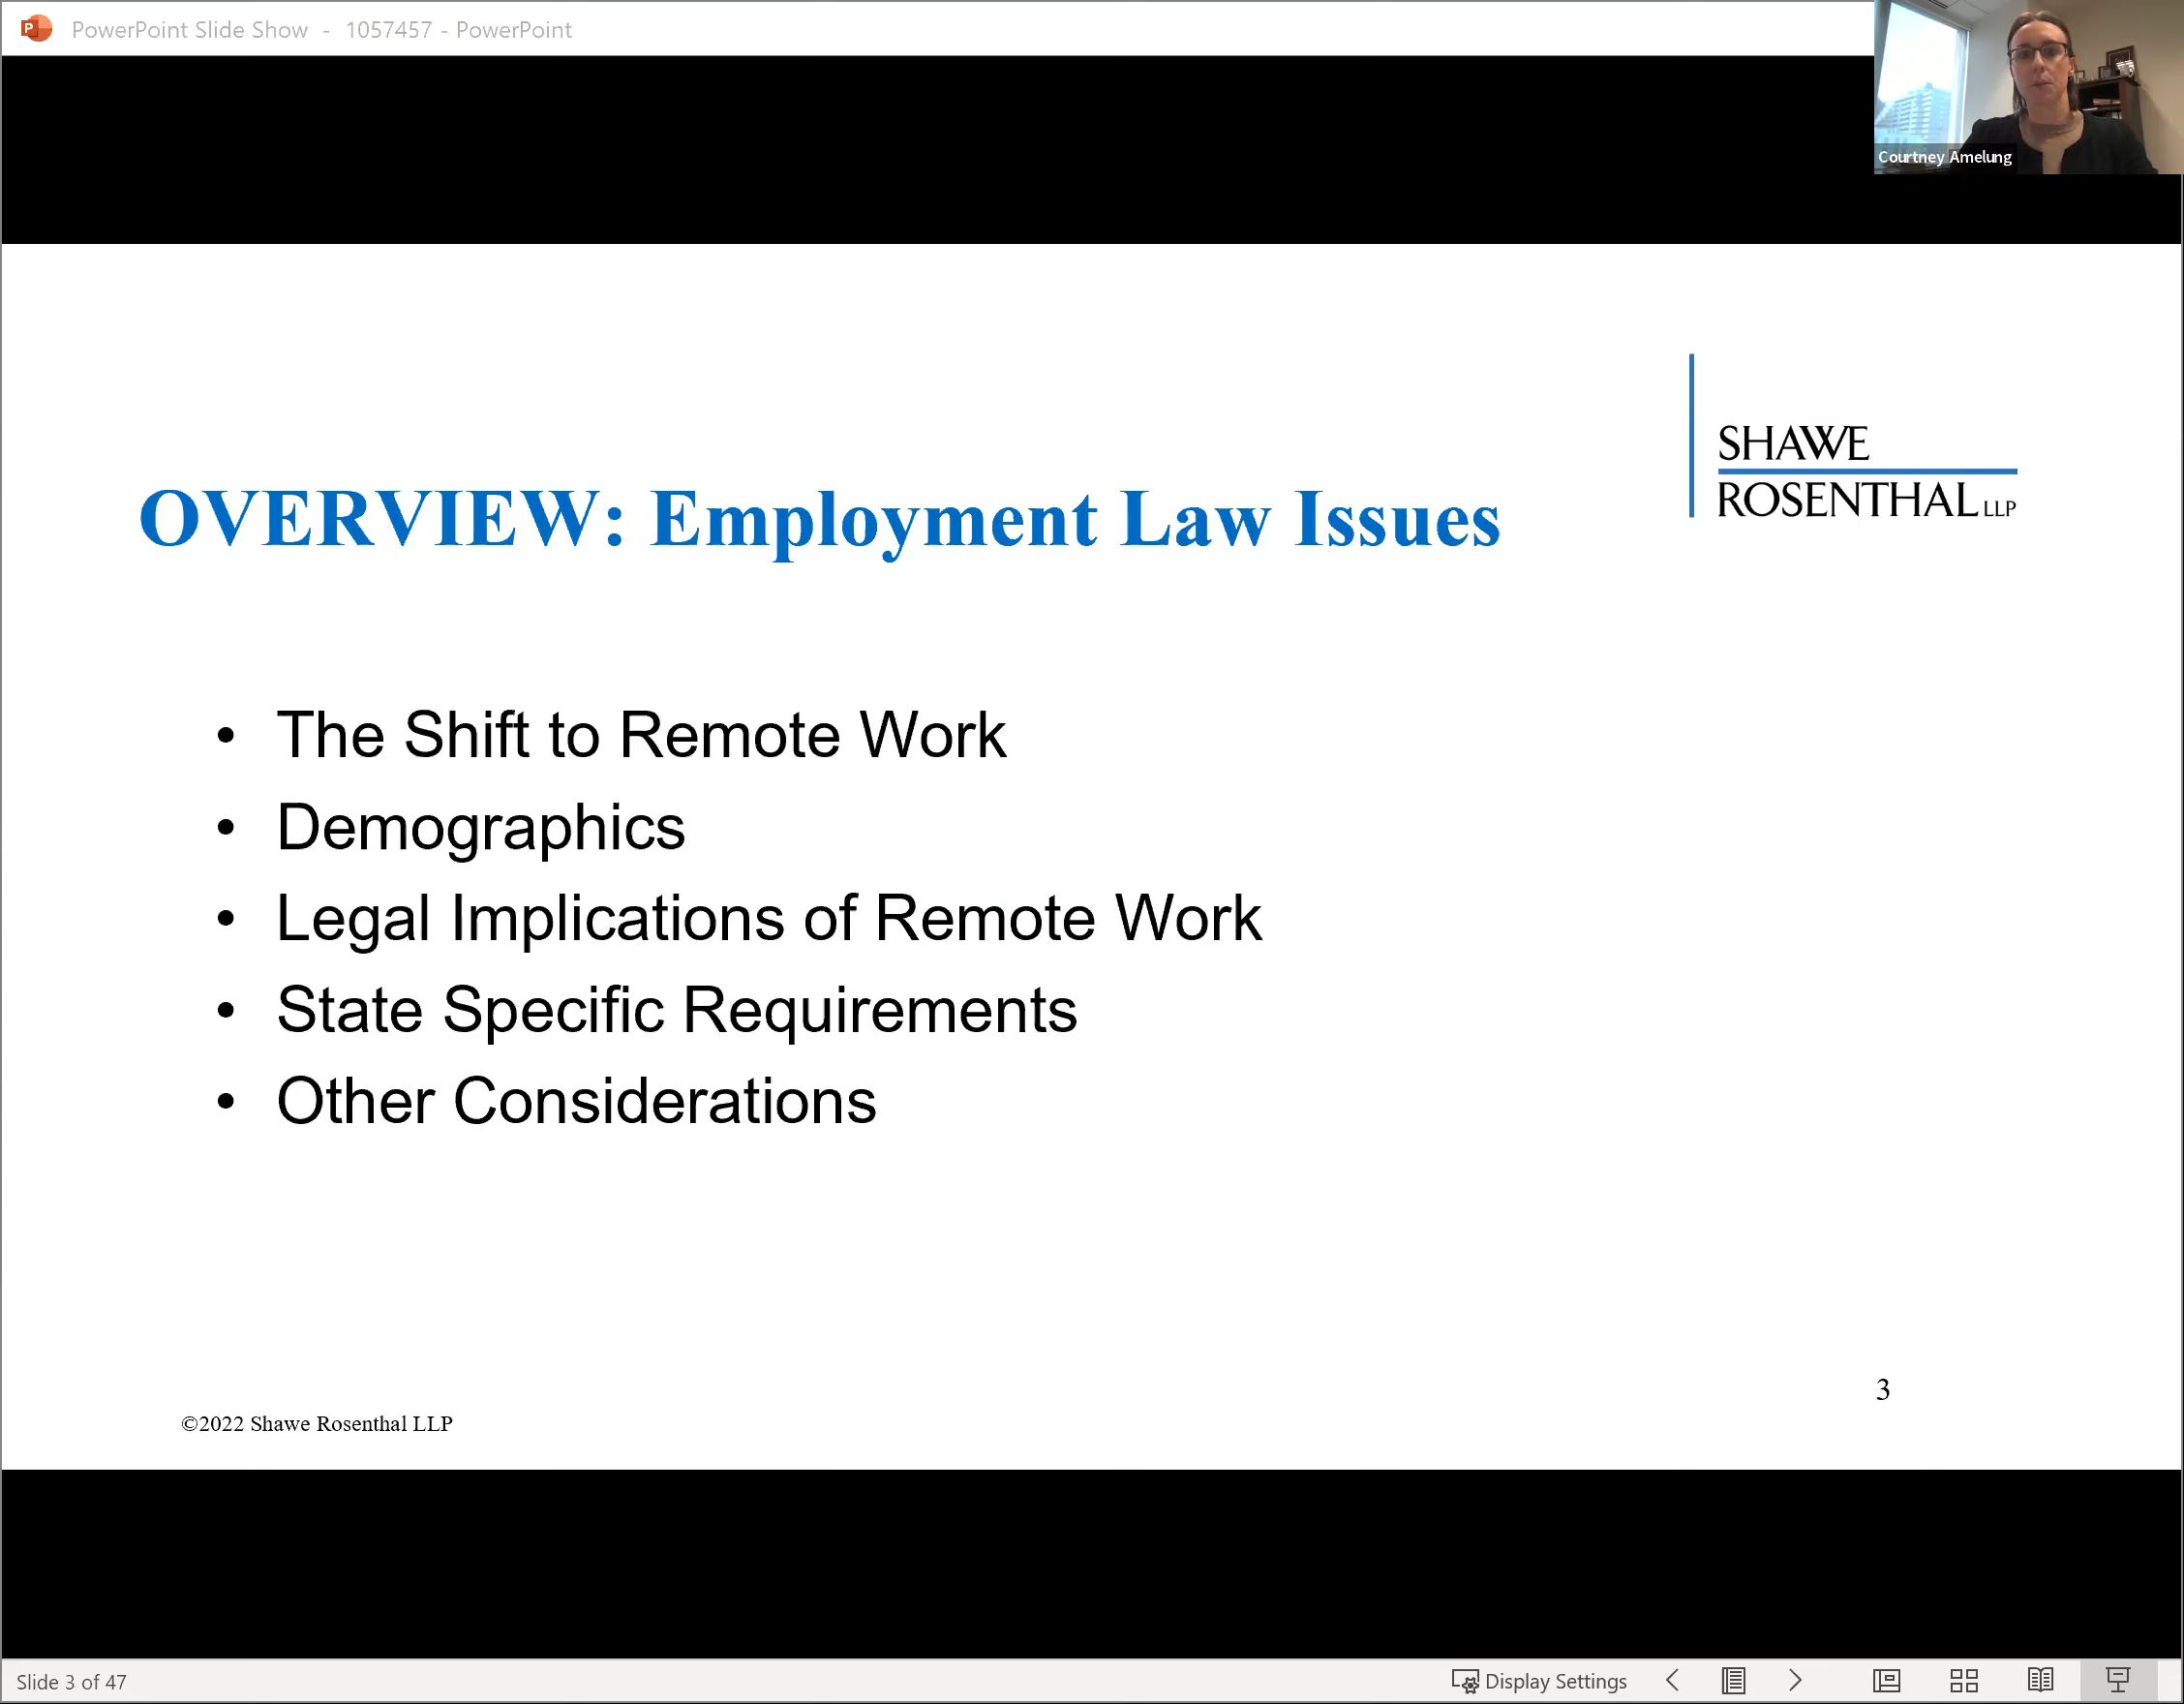 PowerPoint Slide Show - 1057457 - PowerPoint
Courtney Amelung
SHAWE
ROSENTHAL LLP
OVERVIEW: Employment Law Issues
• The Shift to Remote Work
• Demographics
• Legal Implications of Remote Work
• State Specific Requirements
• Other Considerations
3
©2022 Shawe Rosenthal LLP
Slide 3 of 47
Display Settings